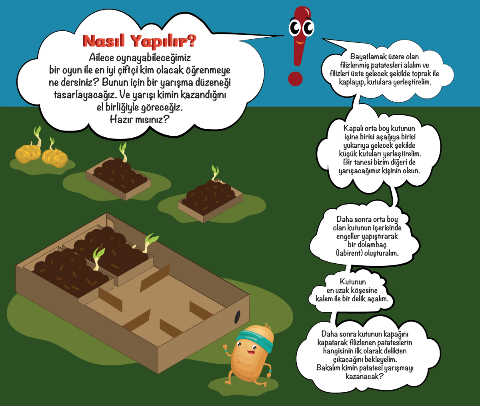 Nasıl Yapılır?
Ailece oynayabileceğimiz
bir oyun ile en iyi çiftçi kim olacak öğrenmeye
ne dersiniz? Bunun için bir yarışma düzeneği
tasarlayacağız. Ve yarışı kimin kazandığını
el birliğiyle göreceğiz.
Hazır mısınız?
Bayatlamak üzere olan
filizlenmiş patatesleri alalım ve
filizleri üste gelecek şekilde toprak ile
kaplayıp, kutulara yerleştirelim.
Kapalı orta boy kutunun
içine birisi aşağıya birisi
yukarıya gelecek şekilde
küçük kutuları yerleştirelim.
Bir tanesi bizim diğeri de
yarışacağımız kişinin olsun.
Daha sonra orta boy
olan kutunun içerisinde
engeller yapıştırarak
bir dolambaç
(labirent) oluşturalım.
Kutunun
en uzak köşesine
kalem ile bir delik açalım.
Daha sonra kutunun kapağını
kapatarak filizlenen patateslerin
hangisinin ilk olarak delikten
çıkacağını bekleyelim.
Bakalım kimin patatesi yarışmayı
kazanacak?